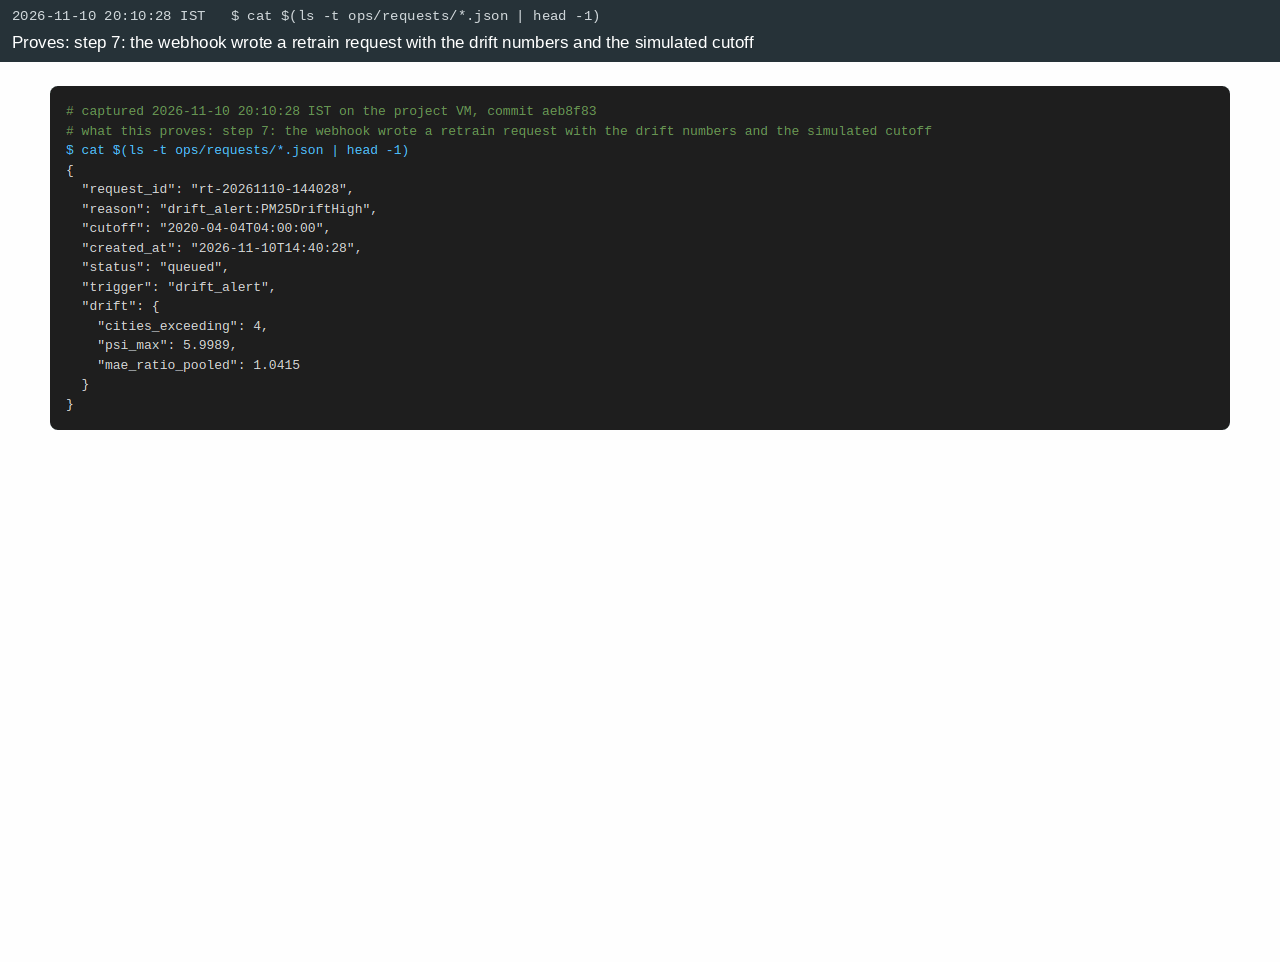 2026-11-10 20:10:28 IST   $ cat $(ls -t ops/requests/*.json | head -1)
Proves: step 7: the webhook wrote a retrain request with the drift numbers and the simulated cutoff
# captured 2026-11-10 20:10:28 IST on the project VM, commit aeb8f83
# what this proves: step 7: the webhook wrote a retrain request with the drift numbers and the simulated cutoff
$ cat $(ls -t ops/requests/*.json | head -1)
{
  "request_id": "rt-20261110-144028",
  "reason": "drift_alert:PM25DriftHigh",
  "cutoff": "2020-04-04T04:00:00",
  "created_at": "2026-11-10T14:40:28",
  "status": "queued",
  "trigger": "drift_alert",
  "drift": {
    "cities_exceeding": 4,
    "psi_max": 5.9989,
    "mae_ratio_pooled": 1.0415
  }
}